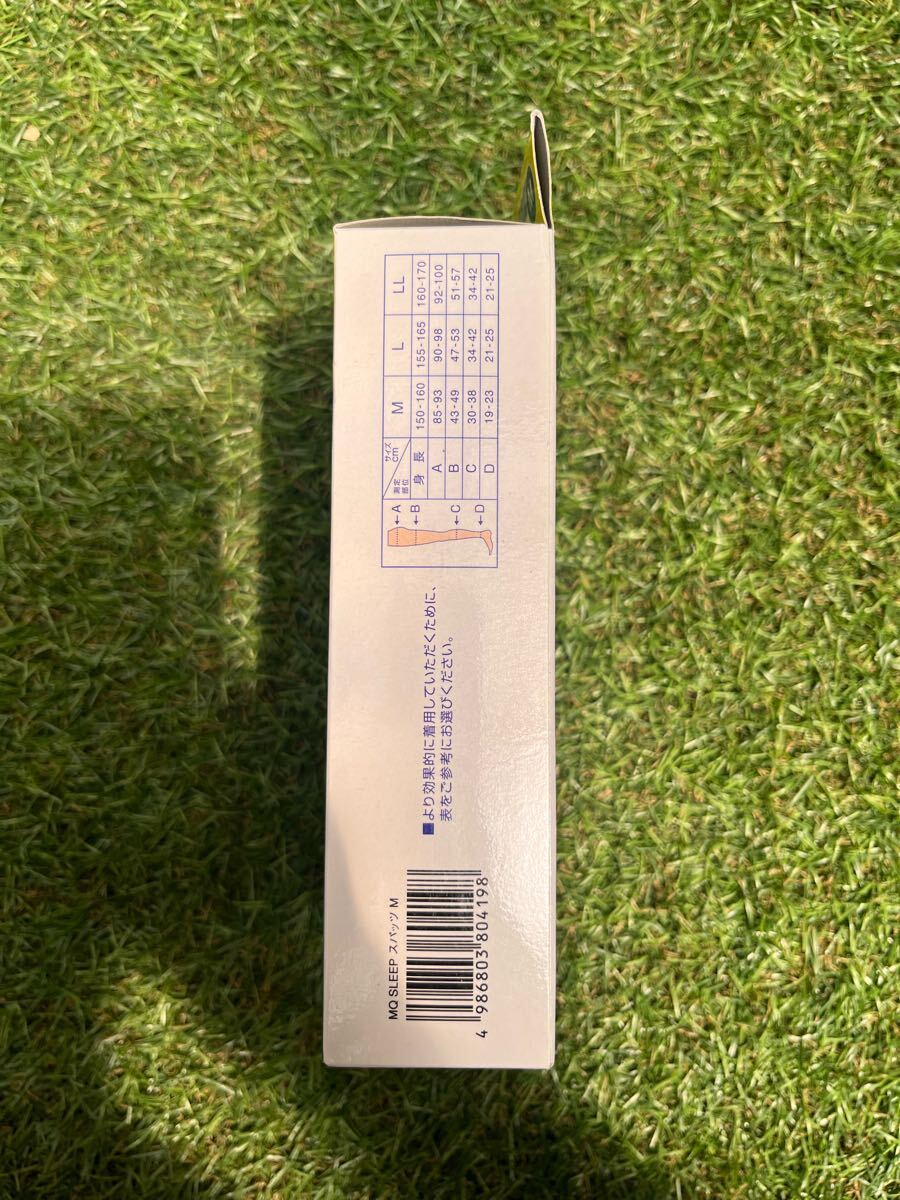 MQ SLEEP スパッツ M
4 986803 804198
■より効果的に着用していただくために、
表をご参考にお選びください。
←A
←B
←C
←D
測定部位 サイズcm M L LL
身長 150-160 155-165 160-170
A 85-93 90-98 92-100
B 43-49 47-53 51-57
C 30-38 34-42 34-42
D 19-23 21-25 21-25